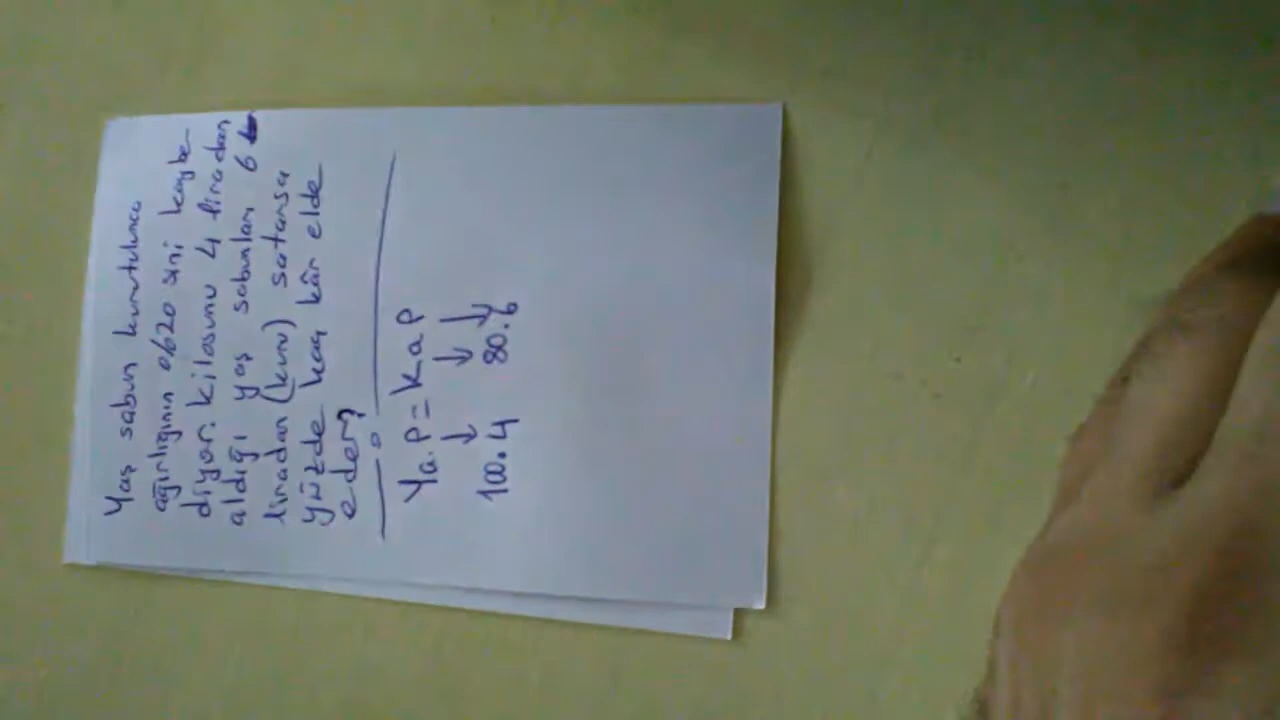 Yaş sabun kurutulunca
ağırlığının %20 sini kaybe-
diyor. kilosunu 4 liradan
aldığı yaş sabunları 6
liradan (kuru) satarsa
yüzde kaç kâr elde
eder?
Ya.P = KaP
100.4 80.6